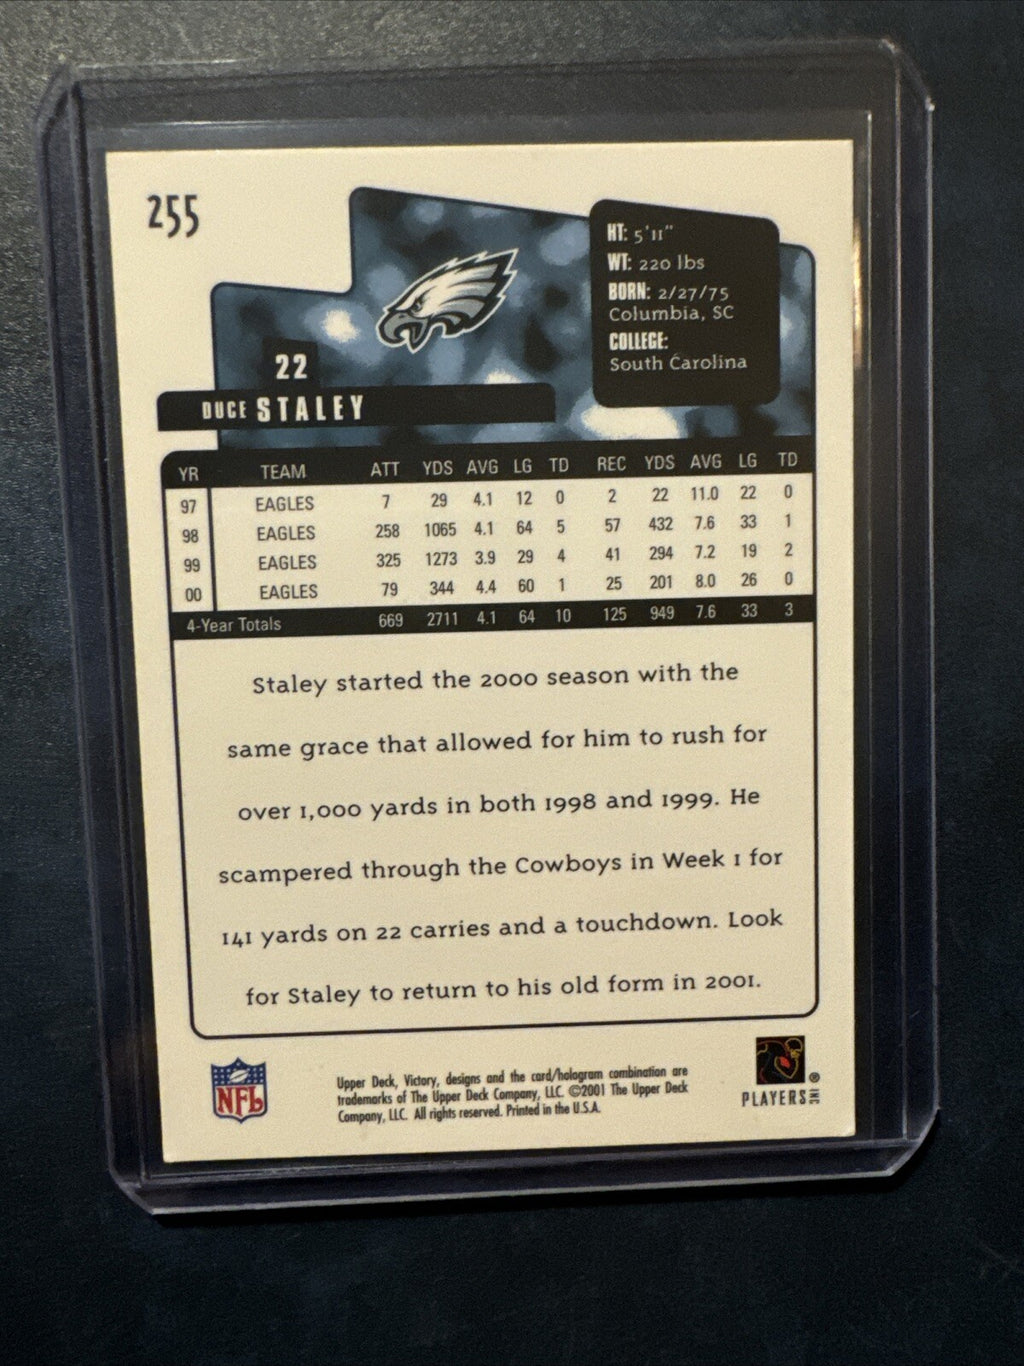 255
HT: 5'11"
WT: 220 lbs
BORN: 2/27/75
Columbia, SC
COLLEGE:
South Carolina
22
DUCE STALEY
YR TEAM ATT YDS AVG LG TD REC YDS AVG LG TD
97 EAGLES 7 29 4.1 12 0 2 22 11.0 22 0
98 EAGLES 258 1065 4.1 64 5 57 432 7.6 33 1
99 EAGLES 325 1273 3.9 29 4 41 294 7.2 19 2
00 EAGLES 79 344 4.4 60 1 25 201 8.0 26 0
4-Year Totals 669 2711 4.1 64 10 125 949 7.6 33 3
Staley started the 2000 season with the
same grace that allowed for him to rush for
over 1,000 yards in both 1998 and 1999. He
scampered through the Cowboys in Week 1 for
141 yards on 22 carries and a touchdown. Look
for Staley to return to his old form in 2001.
NFL
Upper Deck, Victory, designs and the card/hologram combination are
trademarks of The Upper Deck Company, LLC. ©2001 The Upper Deck
Company, LLC. All rights reserved. Printed in the U.S.A.
PLAYERS INC ®